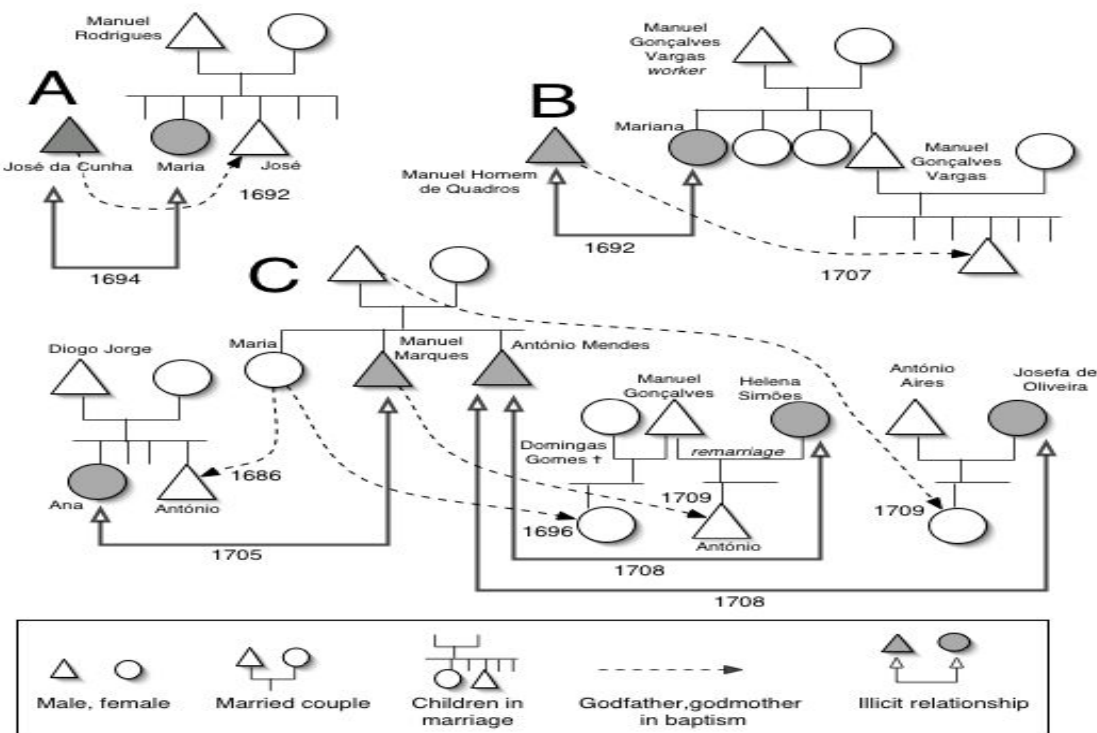 Manuel
Rodrigues
A
José da Cunha
Maria
José
1692
1694
Manuel
Gonçalves
Vargas
worker
B
Mariana
Manuel Homem
de Quadros
Manuel
Gonçalves
Vargas
1692
1707
C
Diogo Jorge
Maria
Manuel
Marques
António Mendes
Manuel
Gonçalves
Helena
Simões
António
Aires
Josefa de
Oliveira
Domingas
Gomes †
remarriage
1686
Ana
António
1696
1709
António
1709
1705
1708
1708
Male, female
Married couple
Children in
marriage
Godfather,godmother
in baptism
Illicit relationship